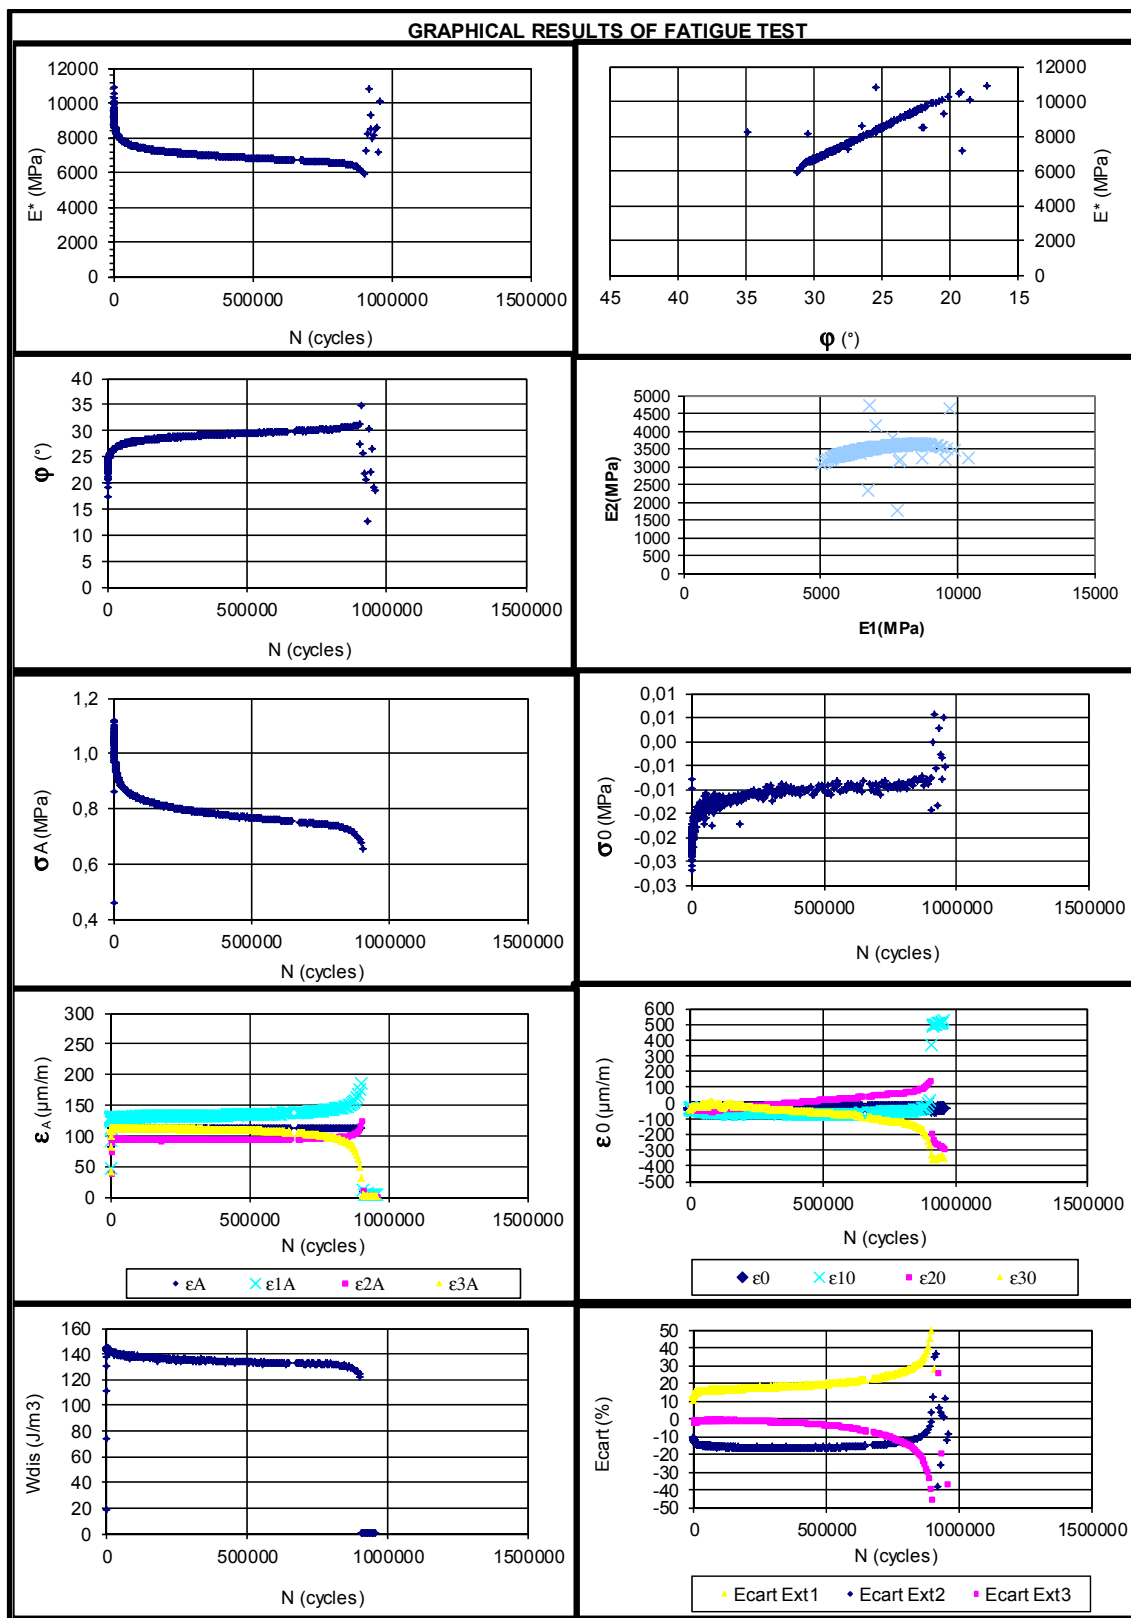 GRAPHICAL RESULTS OF FATIGUE TEST
12000
10000
8000
6000
4000
2000
0
E* (MPa)
0 500000 1000000 1500000
N (cycles)
12000
10000
8000
6000
4000
2000
0
E* (MPa)
45 40 35 30 25 20 15
φ (°)
40
35
30
25
20
15
10
5
0
φ (°)
0 500000 1000000 1500000
N (cycles)
5000
4500
4000
3500
3000
2500
2000
1500
1000
500
0
E2(MPa)
0 5000 10000 15000
E1(MPa)
1,2
1,0
0,8
0,6
0,4
σA (MPa)
0 500000 1000000 1500000
N (cycles)
0,01
0,01
0,00
-0,01
-0,01
-0,02
-0,02
-0,03
-0,03
σ0 (MPa)
0 500000 1000000 1500000
N (cycles)
300
250
200
150
100
50
0
εA (µm/m)
0 500000 1000000 1500000
N (cycles)
εA ε1A ε2A ε3A
600
500
400
300
200
100
0
-100
-200
-300
-400
-500
ε0 (µm/m)
0 500000 1000000 1500000
N (cycles)
ε0 ε10 ε20 ε30
160
140
120
100
80
60
40
20
0
Wdis (J/m3)
0 500000 1000000 1500000
N (cycles)
50
40
30
20
10
0
-10
-20
-30
-40
-50
Ecart (%)
0 500000 1000000 1500000
N (cycles)
Ecart Ext1 Ecart Ext2 Ecart Ext3